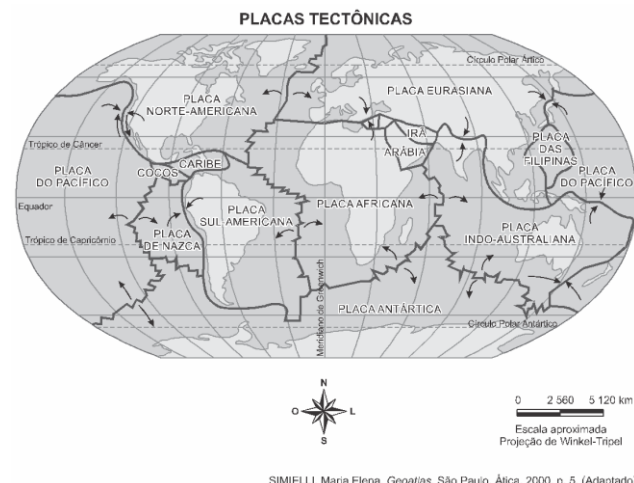 PLACAS TECTÔNICAS
Círculo Polar Ártico
PLACA
NORTE-AMERICANA
PLACA EURASIANA
IRÃ
ARÁBIA
PLACA
DAS
FILIPINAS
Trópico de Câncer
CARIBE
COCOS
PLACA
DO PACÍFICO
PLACA
DO PACÍFICO
Equador
PLACA
SUL-AMERICANA
PLACA AFRICANA
PLACA
INDO-AUSTRALIANA
Trópico de Capricórnio
PLACA
DE NAZCA
Meridiano de Greenwich
PLACA ANTÁRTICA
Círculo Polar Antártico
N
O
L
S
0 2 560 5 120 km
Escala aproximada
Projeção de Winkel-Tripel
SIMIELLI, Maria Elena. Geoatlas. São Paulo, Ática, 2000. p. 5. (Adaptado)